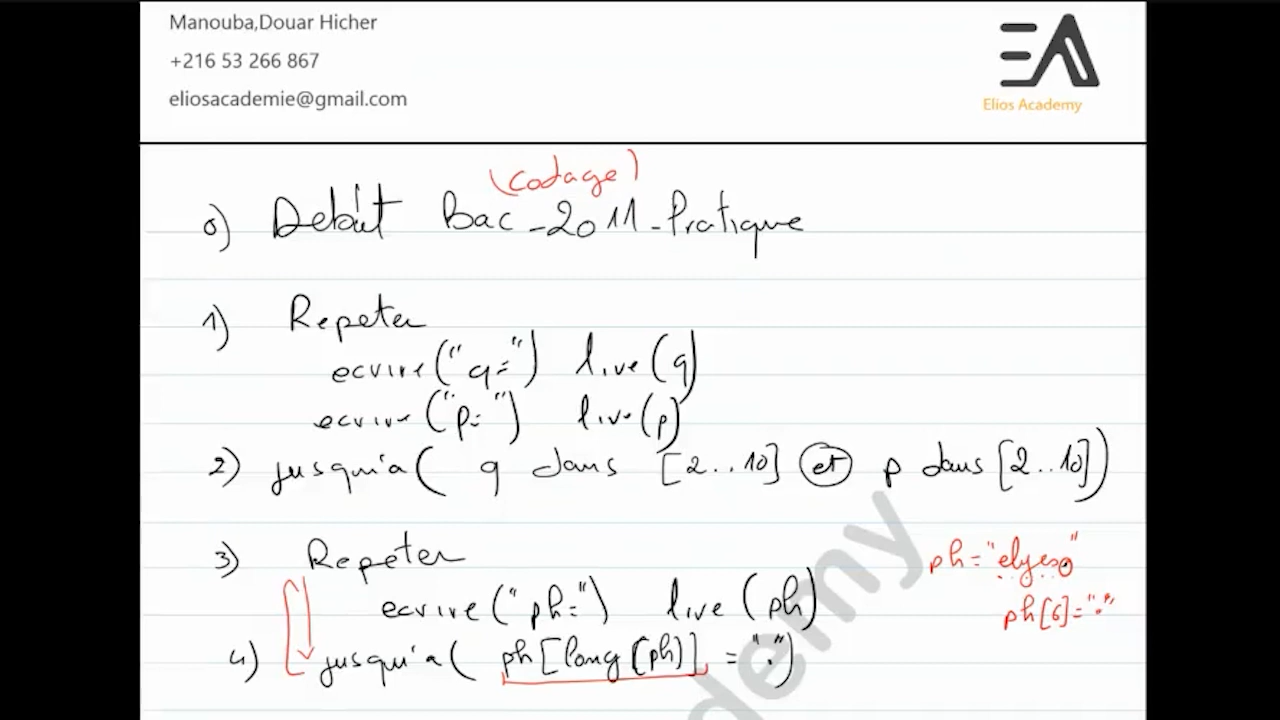 Manouba,Douar Hicher
+216 53 266 867
eliosacademie@gmail.com
EA
Elios Academy
(codage)
0) Debut Bac-2011-Pratique
1) Repeter
ecrire("q=") lire(q)
ecrire("p=") lire(p)
2) jusqu'a( q dans [2..10] et p dans [2..10])
3) Repeter
ph="elyes."
ecrire("ph=") lire(ph)
ph[6]="."
4) jusqu'a( ph[long(ph)] = ".")
demy